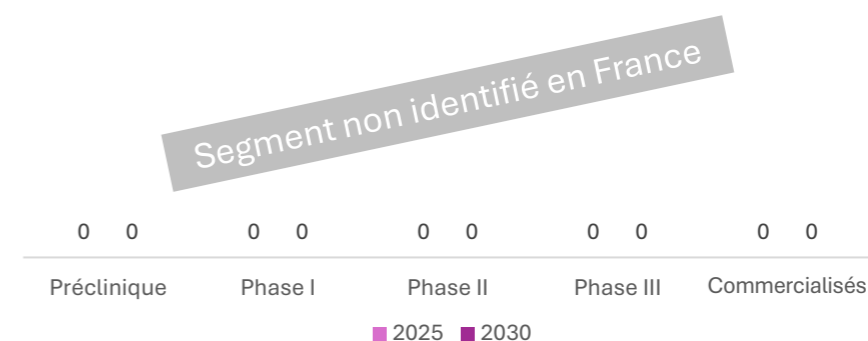 Segment non identifié en France
0 0 0 0 0 0 0 0 0 0
Préclinique Phase I Phase II Phase III Commercialisés
2025 2030